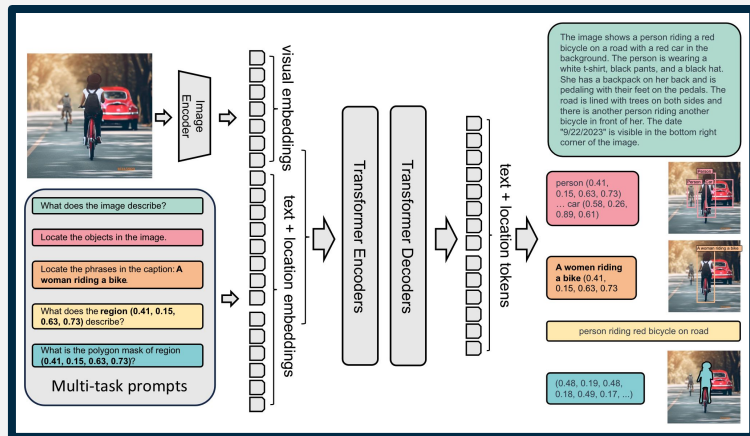 Image
Encoder
visual embeddings
text + location embeddings
Transformer Encoders
Transformer Decoders
text + location tokens
What does the image describe?
Locate the objects in the image.
Locate the phrases in the caption: A
woman riding a bike.
What does the region (0.41, 0.15,
0.63, 0.73) describe?
What is the polygon mask of region
(0.41, 0.15, 0.63, 0.73)?
Multi-task prompts
The image shows a person riding a red
bicycle on a road with a red car in the
background. The person is wearing a
white t-shirt, black pants, and a black hat.
She has a backpack on her back and is
pedaling with their feet on the pedals. The
road is lined with trees on both sides and
there is another person riding another
bicycle in front of her. The date
"9/22/2023" is visible in the bottom right
corner of the image.
person (0.41,
0.15, 0.63, 0.73)
... car (0.58, 0.26,
0.89, 0.61)
A women riding
a bike (0.41,
0.15, 0.63, 0.73
A woman riding a bike
person riding red bicycle on road
(0.48, 0.19, 0.48,
0.18, 0.49, 0.17, ...)